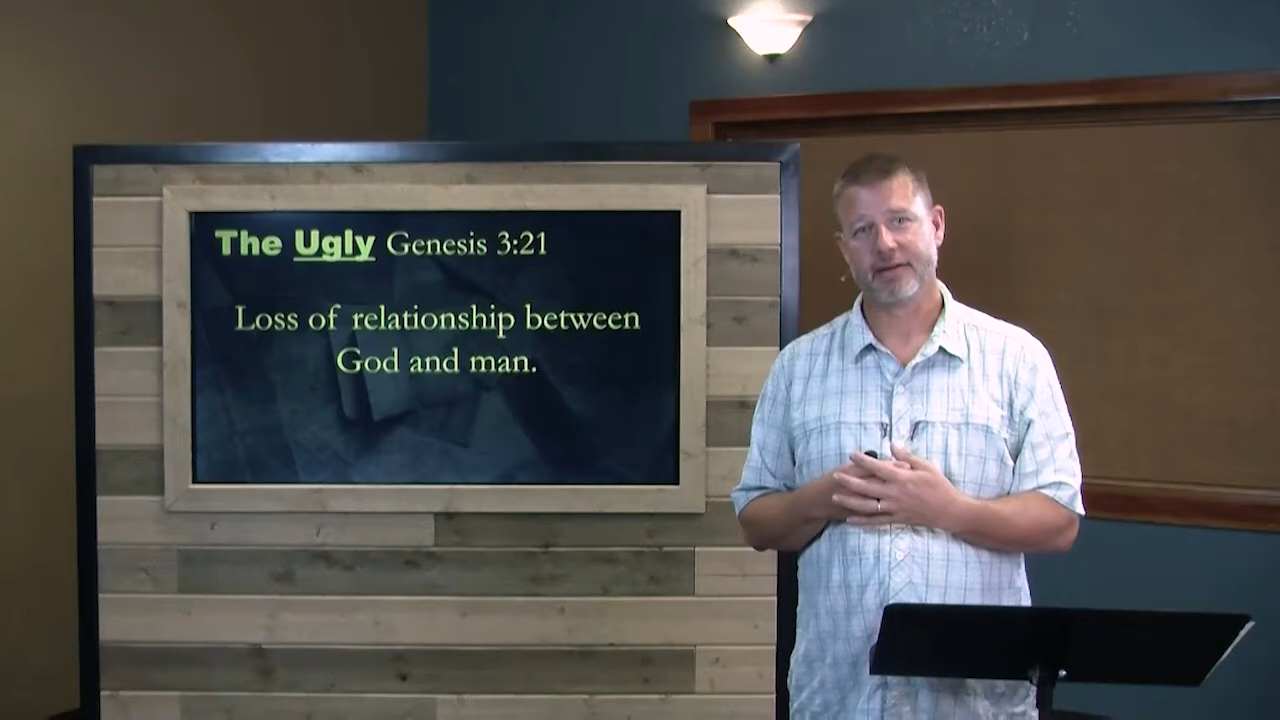 The Ugly Genesis 3:21
Loss of relationship between
God and man.